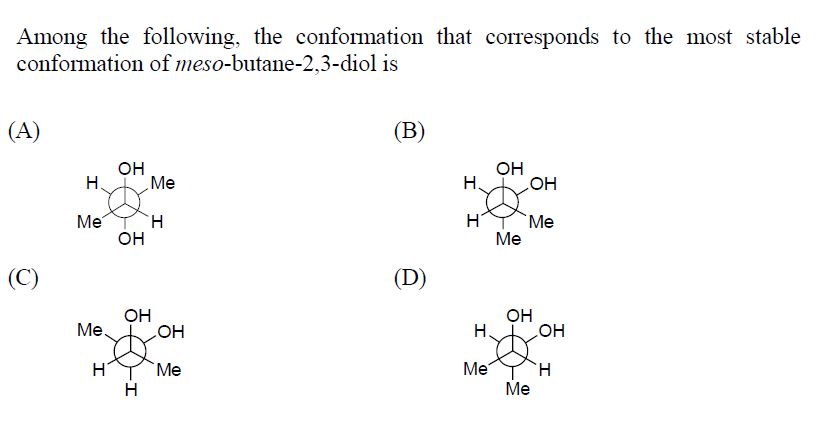 Among the following, the conformation that corresponds to the most stable
conformation of meso-butane-2,3-diol is
(A)
(B)
OH
H
Me
Me
H
OH
OH
H
OH
H
Me
Me
(C)
(D)
OH
Me
OH
H
Me
H
OH
H
OH
Me
H
Me